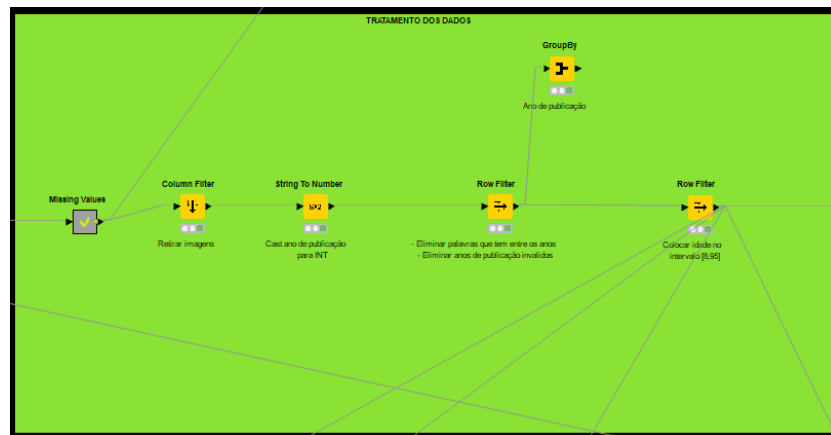 TRATAMENTO DOS DADOS
GroupBy
Ano de publicação
Missing Values
Column Filter
Retirar imagens
String To Number
Cast ano de publicação
para INT
Row Filter
- Eliminar palavras que tem entre os anos
- Eliminar anos de publicação invalidos
Row Filter
Colocar idade no
intervalo [8,95]